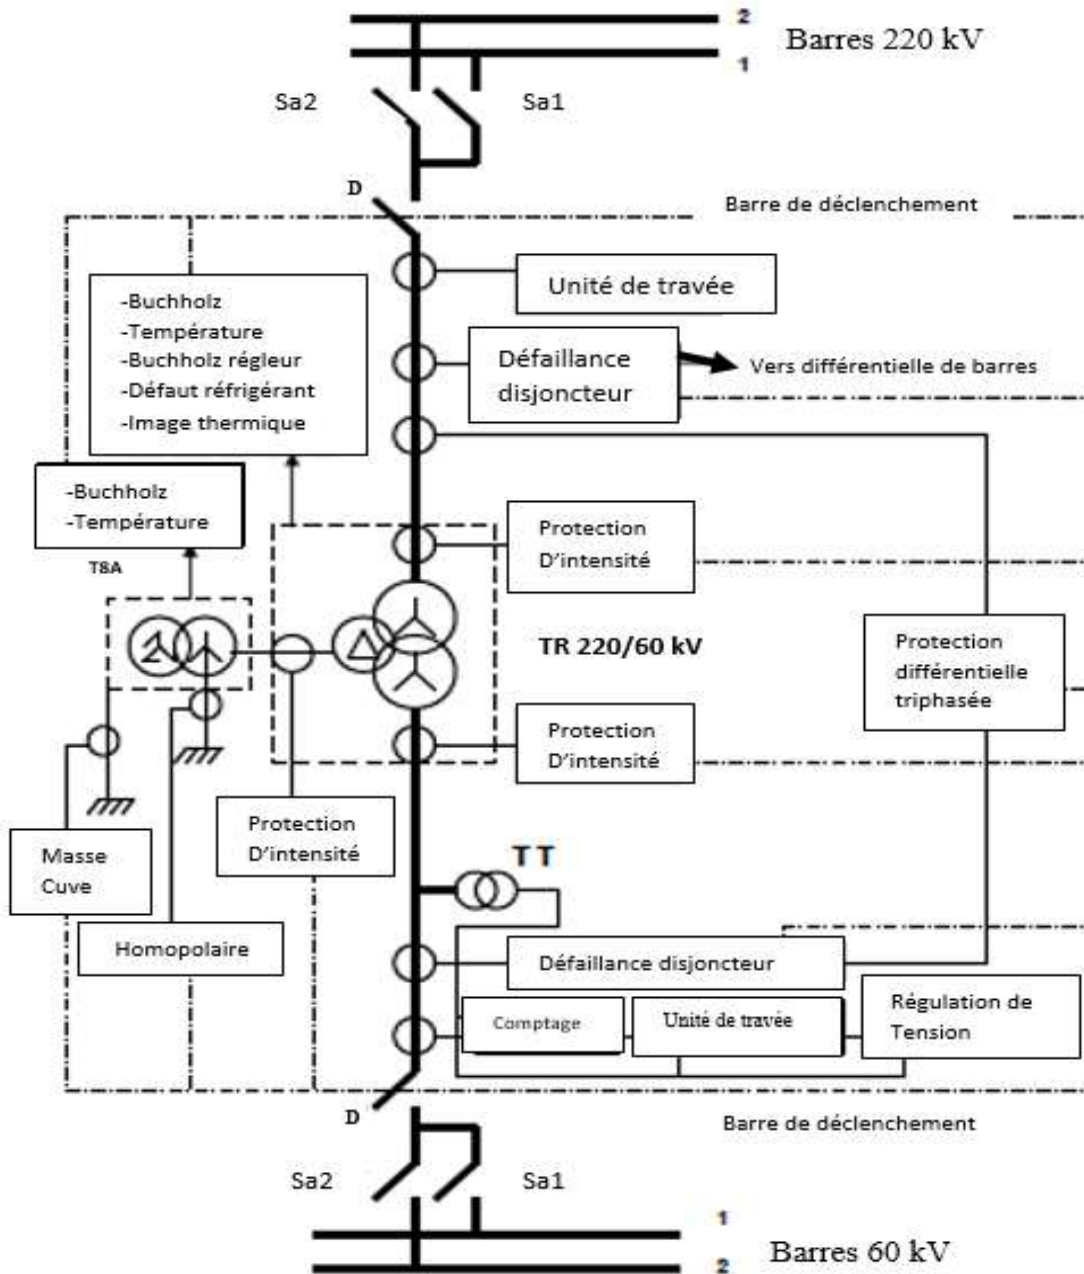 2
Barres 220 kV
1
Sa2
Sa1
D
Barre de déclenchement
-Buchholz
-Température
-Buchholz régleur
-Défaut réfrigérant
-Image thermique
Unité de travée
Défaillance
disjoncteur
Vers différentielle de barres
-Buchholz
-Température
T8A
Protection
D'intensité
TR 220/60 kV
Protection
différentielle
triphasée
Protection
D'intensité
Protection
D'intensité
Masse
Cuve
Homopolaire
TT
Défaillance disjoncteur
Comptage
Unité de travée
Régulation de
Tension
D
Barre de déclenchement
Sa2
Sa1
1
Barres 60 kV
2